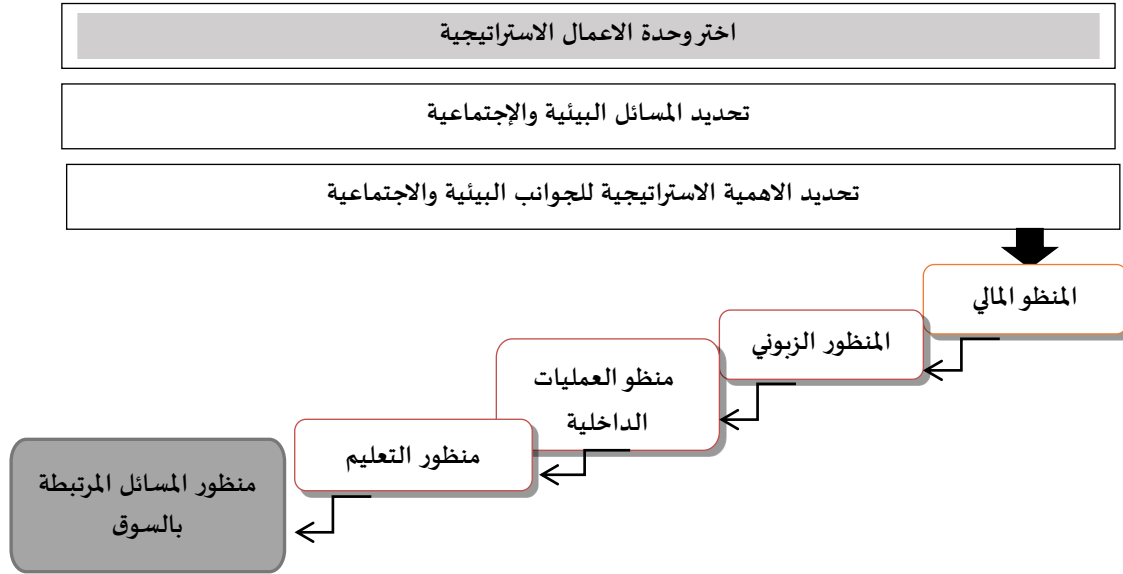 اختر وحدة الاعمال الاستراتيجية
تحديد المسائل البيئية والإجتماعية
تحديد الاهمية الاستراتيجية للجوانب البيئية والاجتماعية
المنظو المالي
المنظور الزبوني
منظو العمليات
الداخلية
منظور التعليم
منظور المسائل المرتبطة
بالسوق